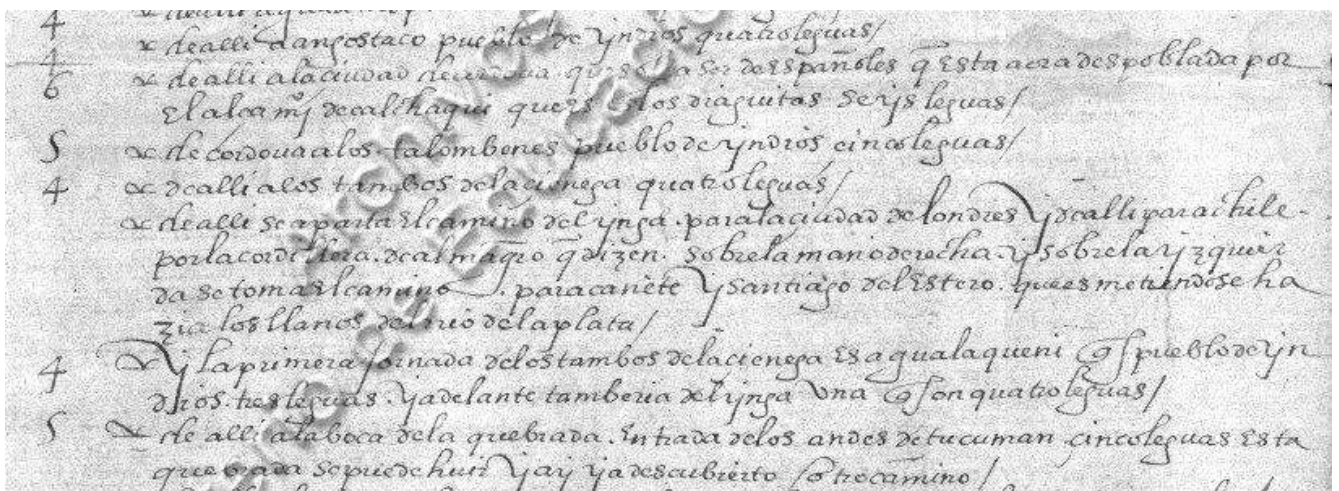 4
4 de alli a angostaco pueblo de yndios quatro leguas/
6 de alli a la ciudad de cordova que solia ser de españoles q̃ esta aora despoblada por
el alcamiº de calchaqui que es en los diaguitas seys leguas/
5 de cordova a los talombones pueblo de yndios cinco leguas/
4 de alli a los tambos de la cienega quatro leguas/
de alli se aparta el camino del ynga para la ciudad de londres y de alli para chile
por la cordillera de almagro q̃ dizen sobre la mano derecha y sobre la yzquier
da se toma el camino para cañete y santiago del estero que es metiendose ha
zia los llanos del rio de la plata/
4 y la primera jornada de los tambos de la cienega es a gualaqueni pueblo de yn
dios tres leguas y adelante tamberia del ynga una son quatro leguas/
5 de alli a la boca de la quebrada entrada de los andes de tucuman cinco leguas esta
quebrada se puede huir y ay ya descubierto otro camino/